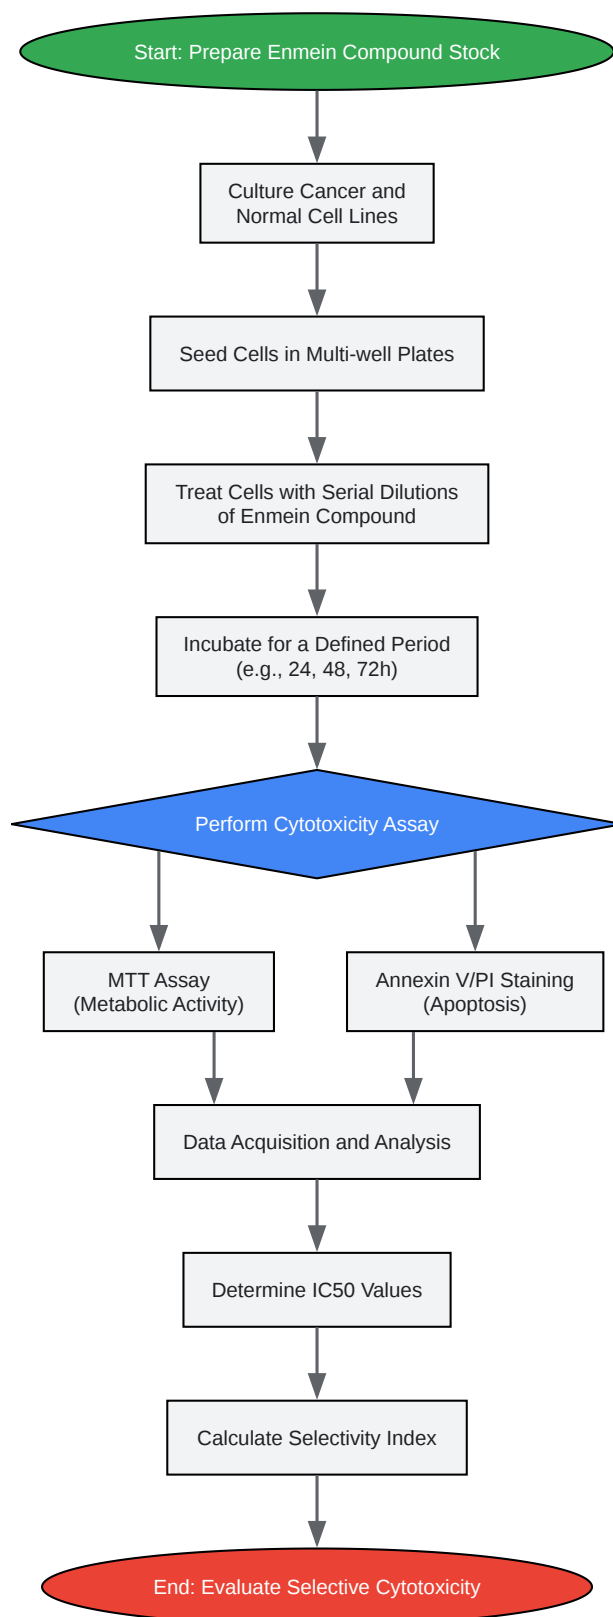 Start: Prepare Enmein Compound Stock
Culture Cancer and
Normal Cell Lines
Seed Cells in Multi-well Plates
Treat Cells with Serial Dilutions
of Enmein Compound
Incubate for a Defined Period
(e.g., 24, 48, 72h)
Perform Cytotoxicity Assay
MTT Assay
(Metabolic Activity)
Annexin V/PI Staining
(Apoptosis)
Data Acquisition and Analysis
Determine IC50 Values
Calculate Selectivity Index
End: Evaluate Selective Cytotoxicity